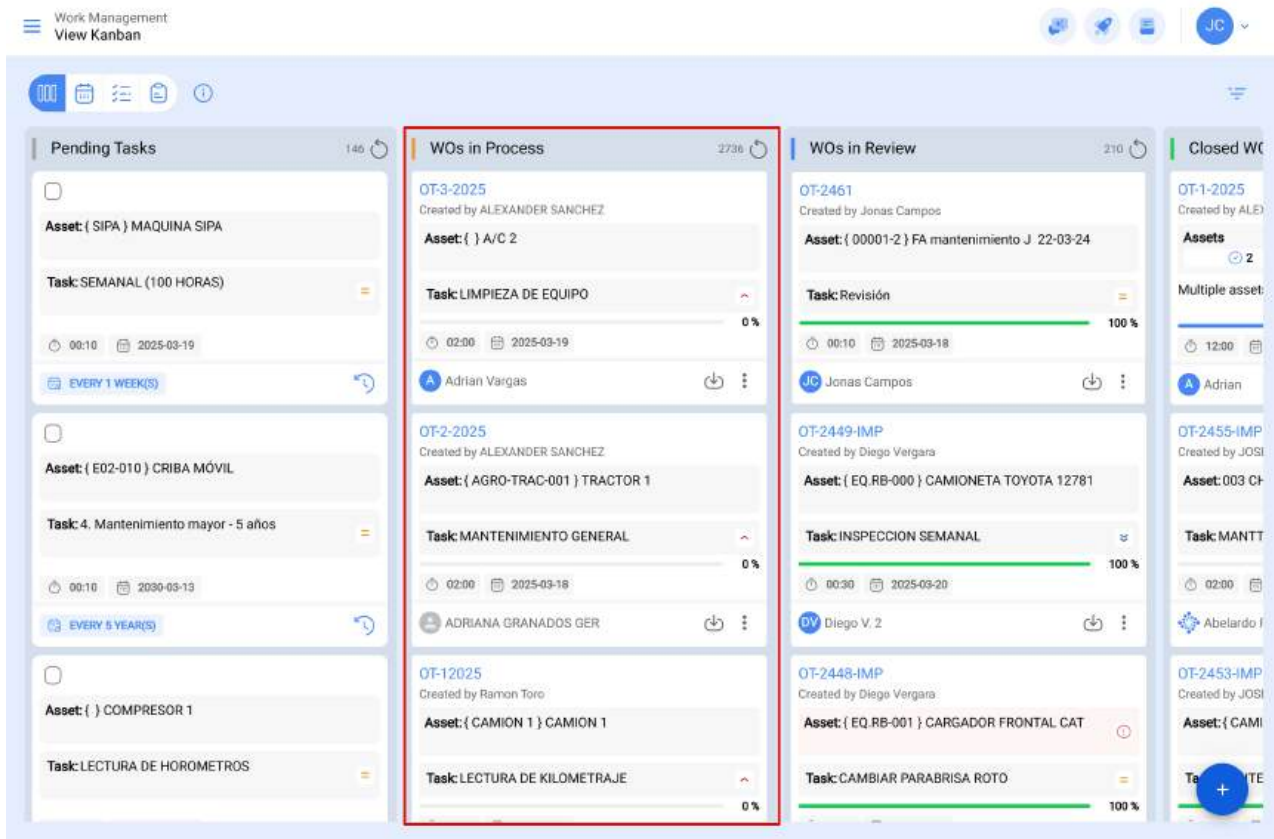 Work Management
View Kanban
JC
Pending Tasks 146
Asset: { SIPA } MAQUINA SIPA
Task: SEMANAL (100 HORAS)
00:10 2025-03-19
EVERY 1 WEEK(S)
Asset: { E02-010 } CRIBA MÓVIL
Task: 4. Mantenimiento mayor - 5 años
00:10 2030-03-13
EVERY 5 YEAR(S)
Asset: { } COMPRESOR 1
Task: LECTURA DE HOROMETROS
WOs in Process 2736
OT-3-2025
Created by ALEXANDER SANCHEZ
Asset: { } A/C 2
Task: LIMPIEZA DE EQUIPO
0 %
02:00 2025-03-19
A Adrian Vargas
OT-2-2025
Created by ALEXANDER SANCHEZ
Asset: { AGRO-TRAC-001 } TRACTOR 1
Task: MANTENIMIENTO GENERAL
0 %
02:00 2025-03-18
ADRIANA GRANADOS GER
OT-12025
Created by Ramon Toro
Asset: { CAMION 1 } CAMION 1
Task: LECTURA DE KILOMETRAJE
0 %
WOs in Review 210
OT-2461
Created by Jonas Campos
Asset: { 00001-2 } FA mantenimiento J 22-03-24
Task: Revisión
100 %
00:10 2025-03-18
JC Jonas Campos
OT-2449-IMP
Created by Diego Vergara
Asset: { EQ.RB-000 } CAMIONETA TOYOTA 12781
Task: INSPECCION SEMANAL
100 %
00:30 2025-03-20
DV Diego V. 2
OT-2448-IMP
Created by Diego Vergara
Asset: { EQ.RB-001 } CARGADOR FRONTAL CAT
Task: CAMBIAR PARABRISA ROTO
100 %
Closed WO
OT-1-2025
Created by ALEX
Assets
2
Multiple asset
12:00
A Adrian
OT-2455-IMP
Created by JOS
Asset: 003 CH
Task: MANTT
02:00
Abelardo
OT-2453-IMP
Created by JOS
Asset: { CAMI
+